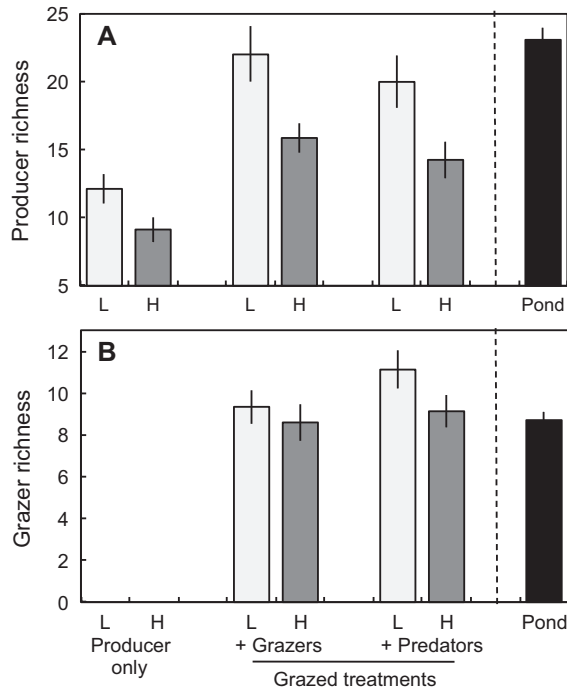 A
Producer richness
25
20
15
10
5
L H L H L H Pond
B
Grazer richness
12
10
8
6
4
2
0
L H L H L H Pond
Producer only + Grazers + Predators
Grazed treatments